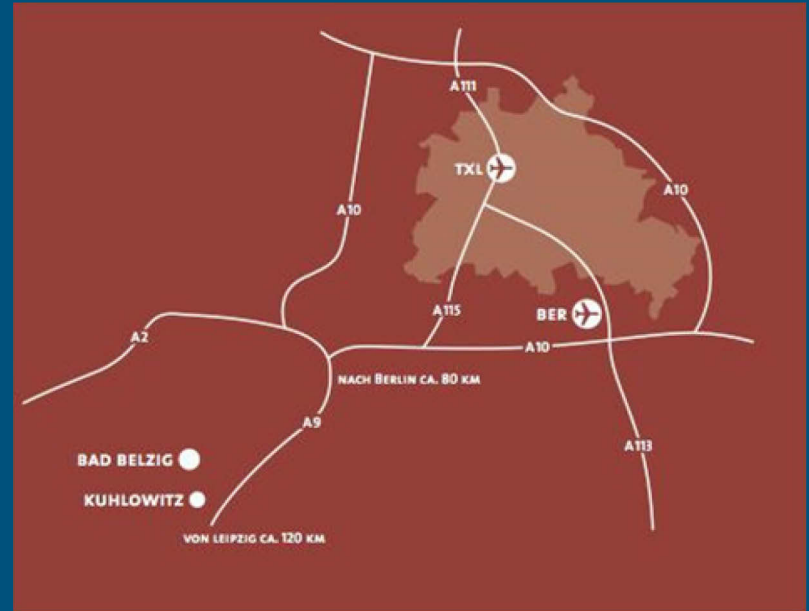 A111
TXL
A10
A10
A115
BER
A2
A10
NACH BERLIN CA. 80 KM
A9
A113
BAD BELZIG
KUHLOWITZ
VON LEIPZIG CA. 120 KM